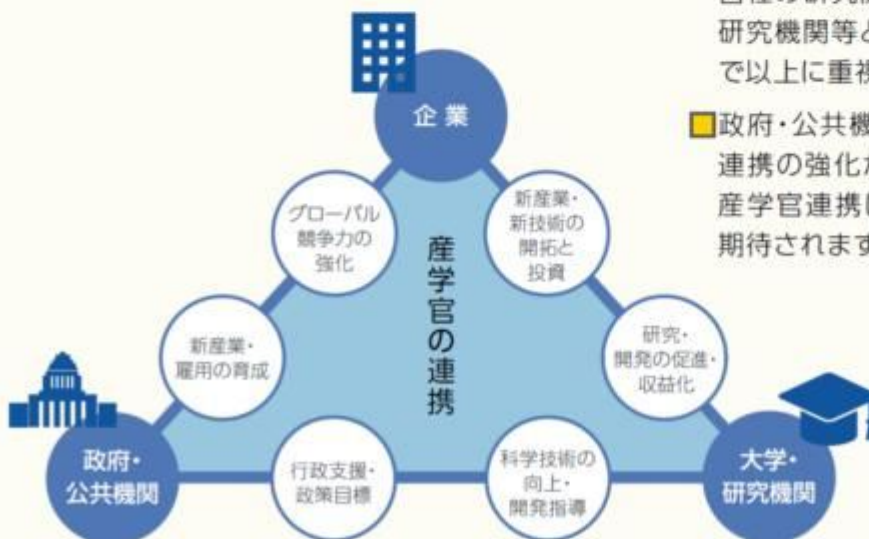 研究機関等と
で以上に重視
政府・公共機
連携の強化が
産学官連携に
期待されます
企業
グローバル
競争力の
強化
新産業・
新技術の
開拓と
投資
産学官の連携
新産業・
雇用の育成
研究・
開発の促進・
収益化
政府・
公共機関
行政支援・
政策目標
科学技術の
向上・
開発指導
大学・
研究機関